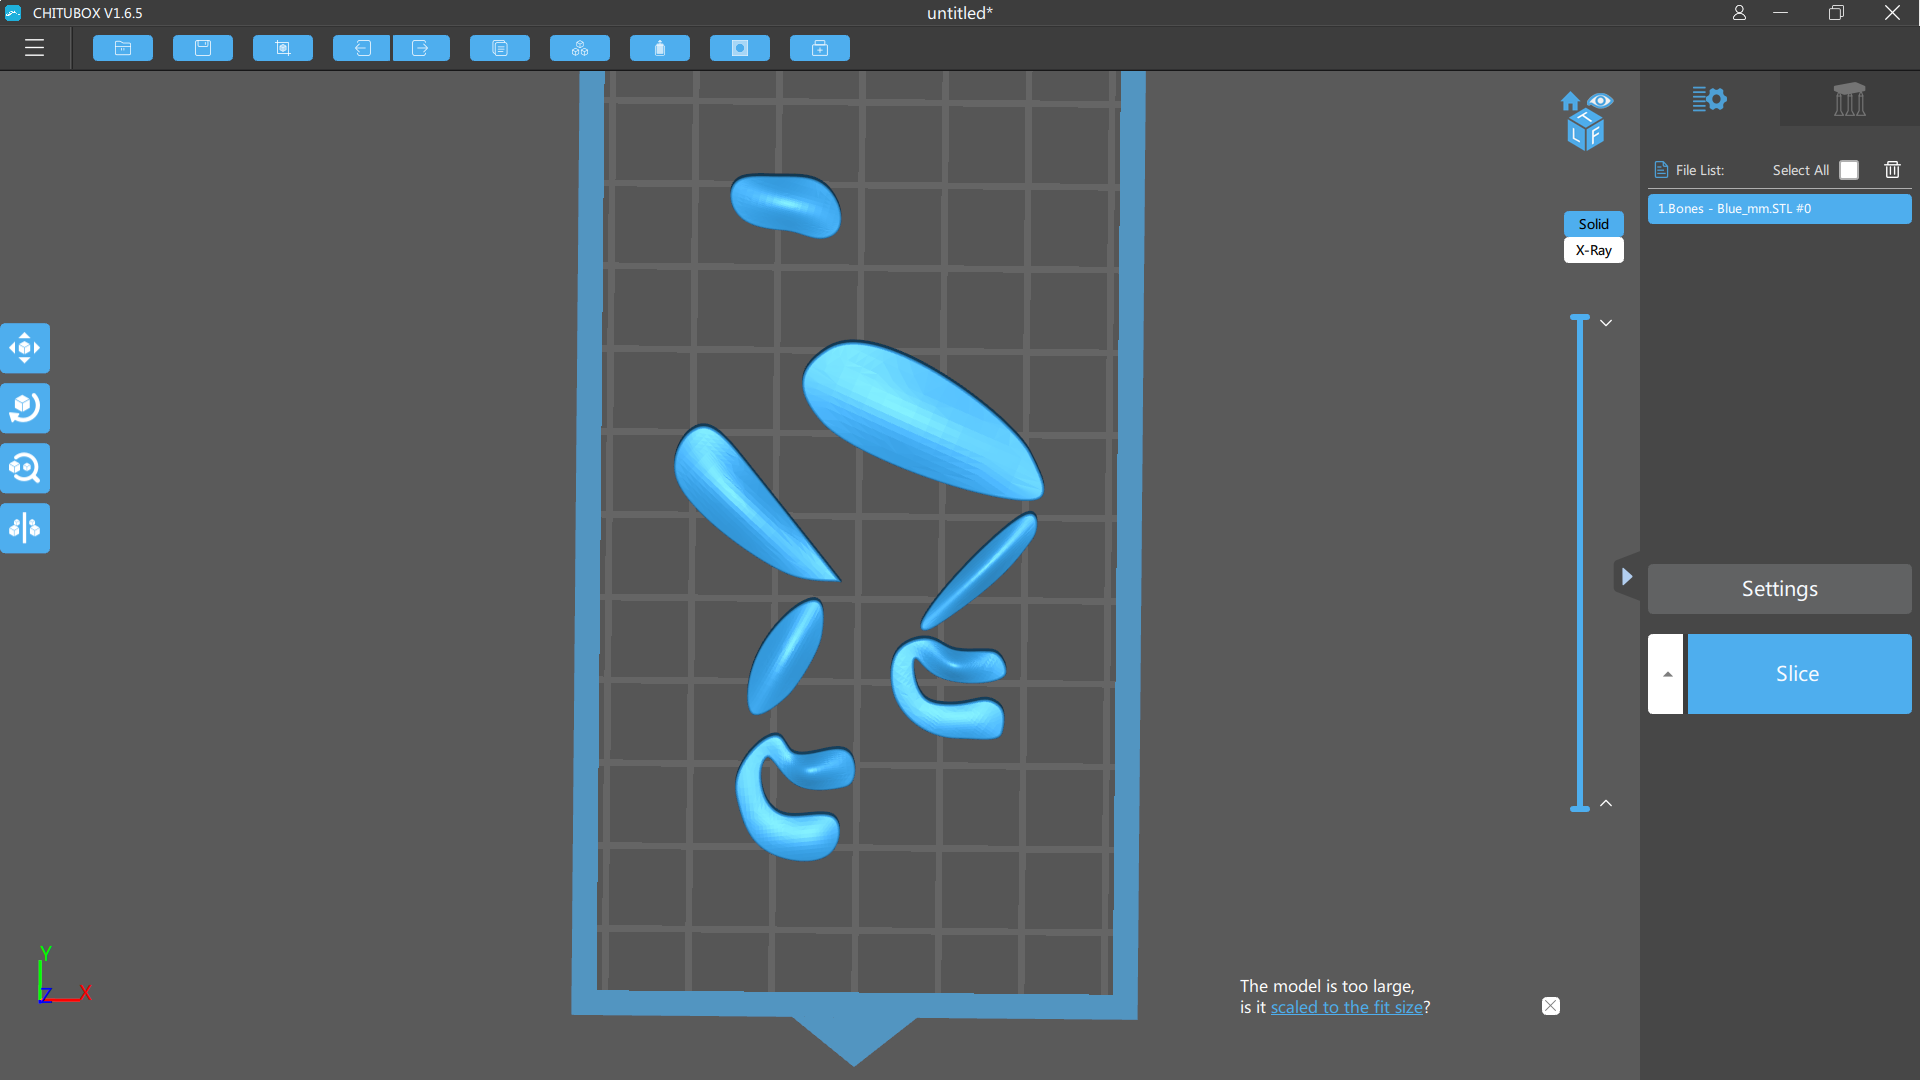 CHITUBOX V1.6.5
untitled*
T
L F
File List:
Select All
1.Bones - Blue_mm.STL #0
Solid
X-Ray
Settings
Slice
Y
Z X
The model is too large,
is it scaled to the fit size?